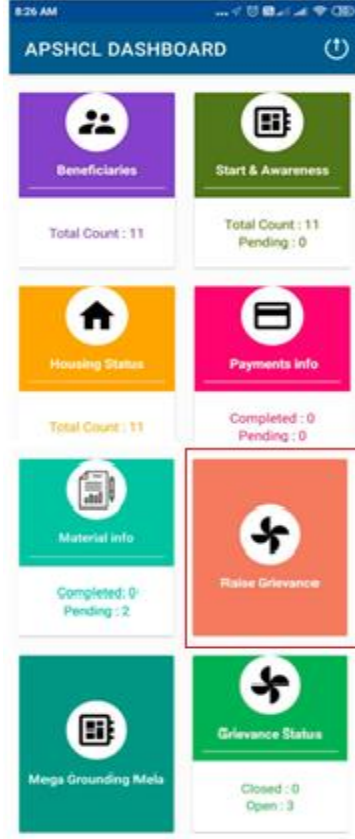 8:26 AM
APSHCL DASHBOARD
Beneficiaries
Total Count : 11
Start & Awareness
Total Count : 11
Pending : 0
Housing Status
Total Count : 11
Payments info
Completed : 0
Pending : 0
Material info
Completed: 0
Pending : 2
Raise Grievance
Mega Grounding Mela
Grievance Status
Closed : 0
Open : 3